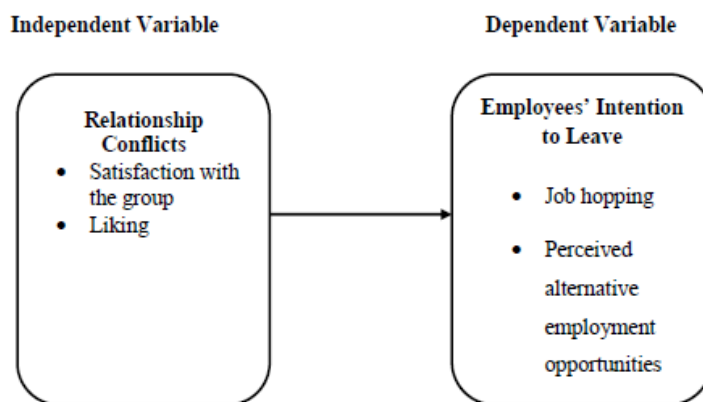 Independent Variable
Dependent Variable
Relationship
Conflicts
• Satisfaction with
the group
• Liking
Employees' Intention
to Leave
• Job hopping
• Perceived
alternative
employment
opportunities